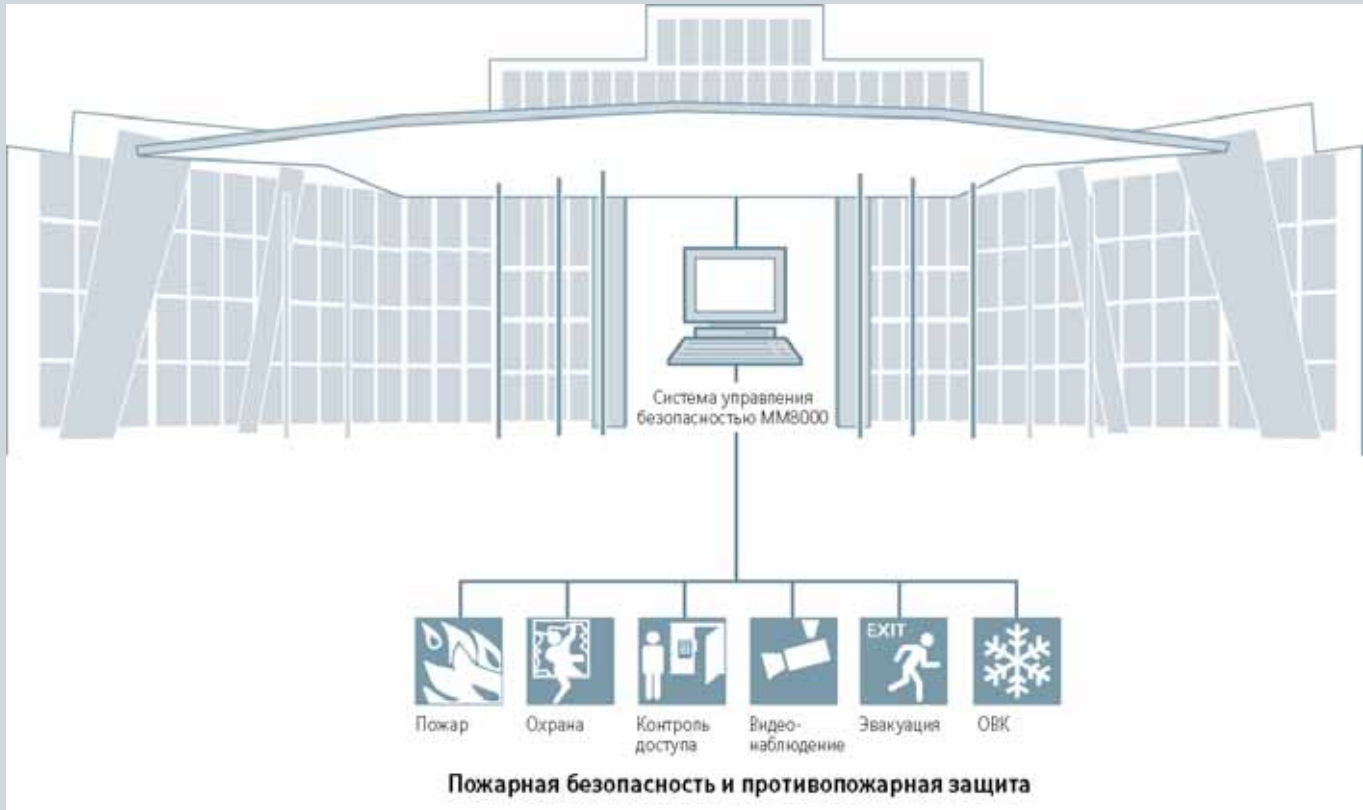 Система управления
безопасностью MM8000
EXIT
Пожар
Охрана
Контроль
доступа
Видео-
наблюдение
Эвакуация
ОВК
Пожарная безопасность и противопожарная защита